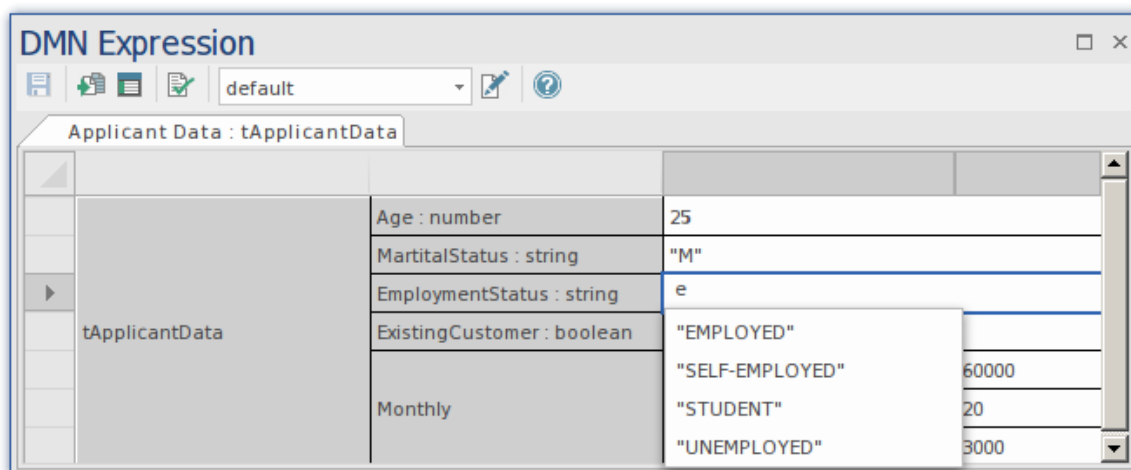 DMN Expression
default
Applicant Data : tApplicantData
Age : number 25
MartitalStatus : string "M"
EmploymentStatus : string e
tApplicantData ExistingCustomer : boolean "EMPLOYED"
"SELF-EMPLOYED" 60000
Monthly "STUDENT" 20
"UNEMPLOYED" 3000